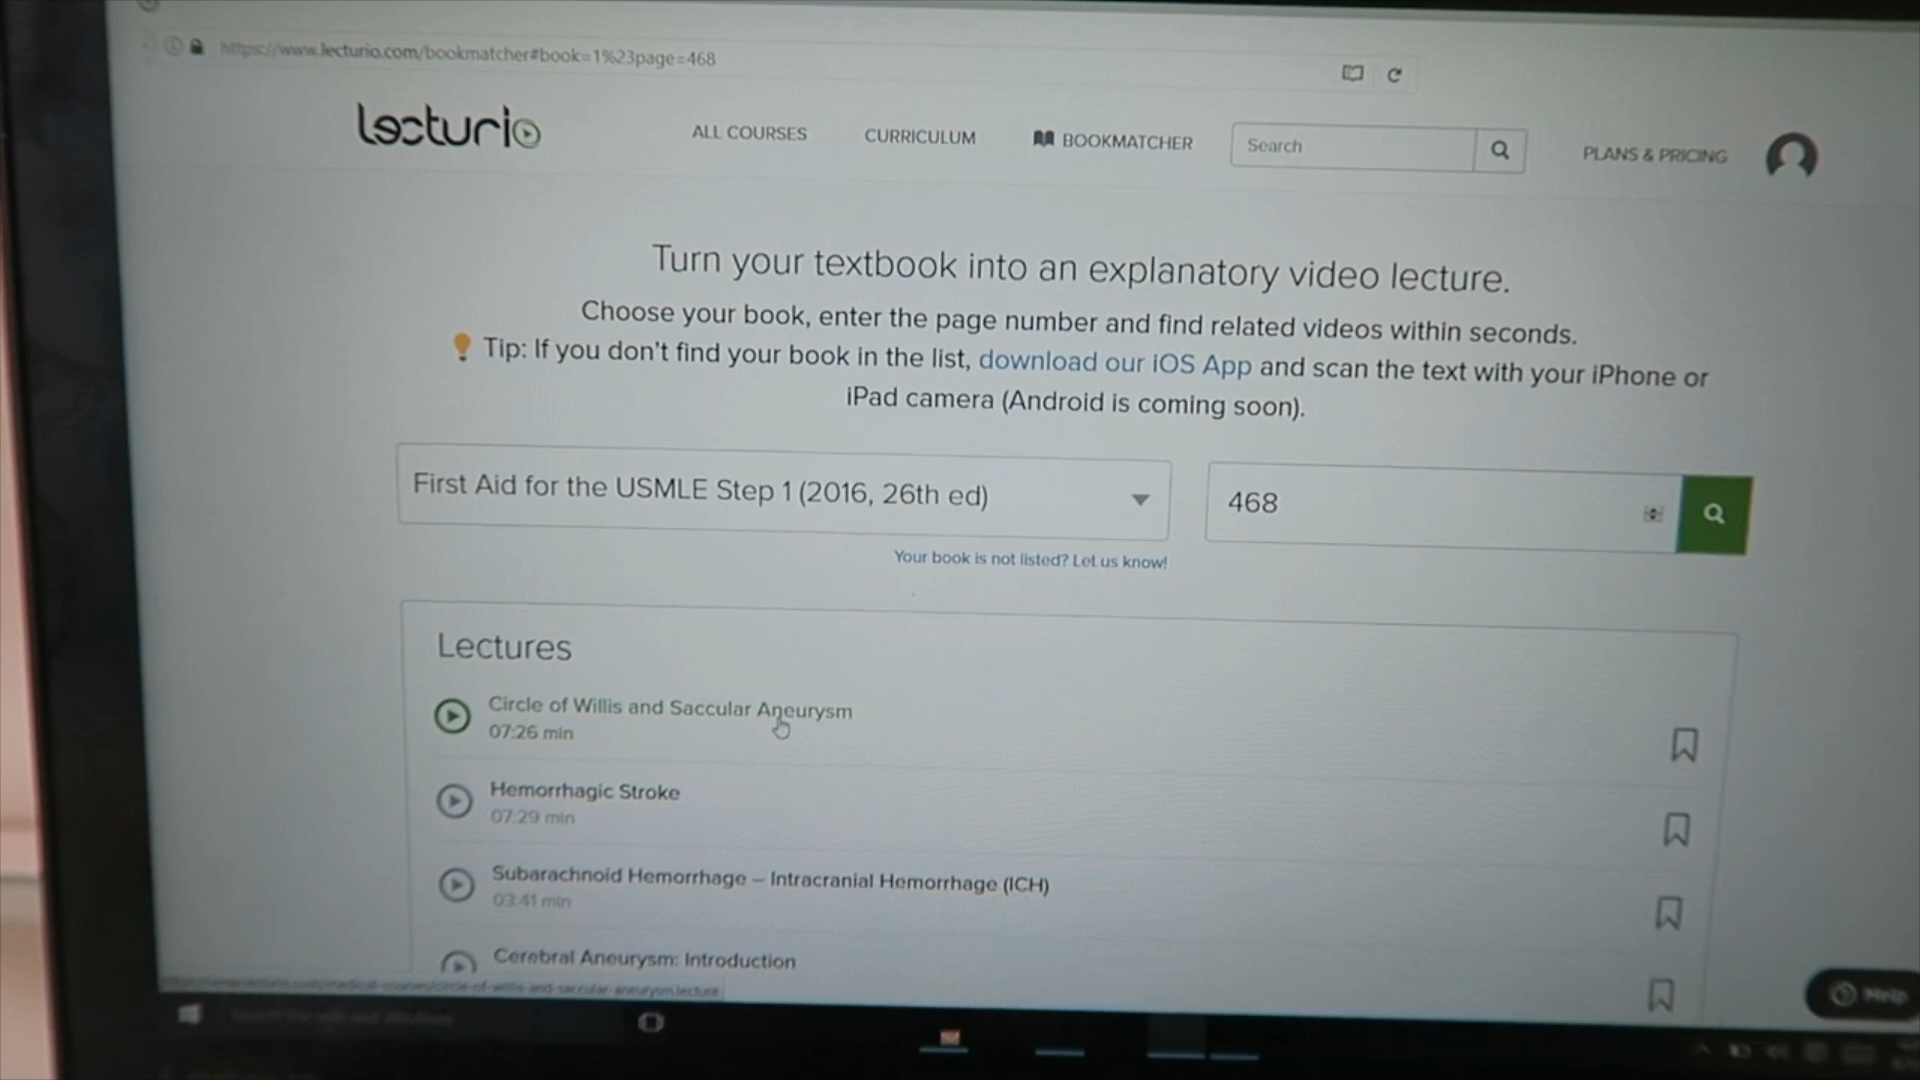 https://www.lecturio.com/bookmatcher#book=1%23page=468
lecturio
ALL COURSES
CURRICULUM
BOOKMATCHER
Search
PLANS & PRICING
Turn your textbook into an explanatory video lecture.
Choose your book, enter the page number and find related videos within seconds.
Tip: If you don't find your book in the list, download our iOS App and scan the text with your iPhone or
iPad camera (Android is coming soon).
First Aid for the USMLE Step 1 (2016, 26th ed)
468
Your book is not listed? Let us know!
Lectures
Circle of Willis and Saccular Aneurysm
07:26 min
Hemorrhagic Stroke
07:29 min
Subarachnoid Hemorrhage – Intracranial Hemorrhage (ICH)
03:41 min
Cerebral Aneurysm: Introduction
Help